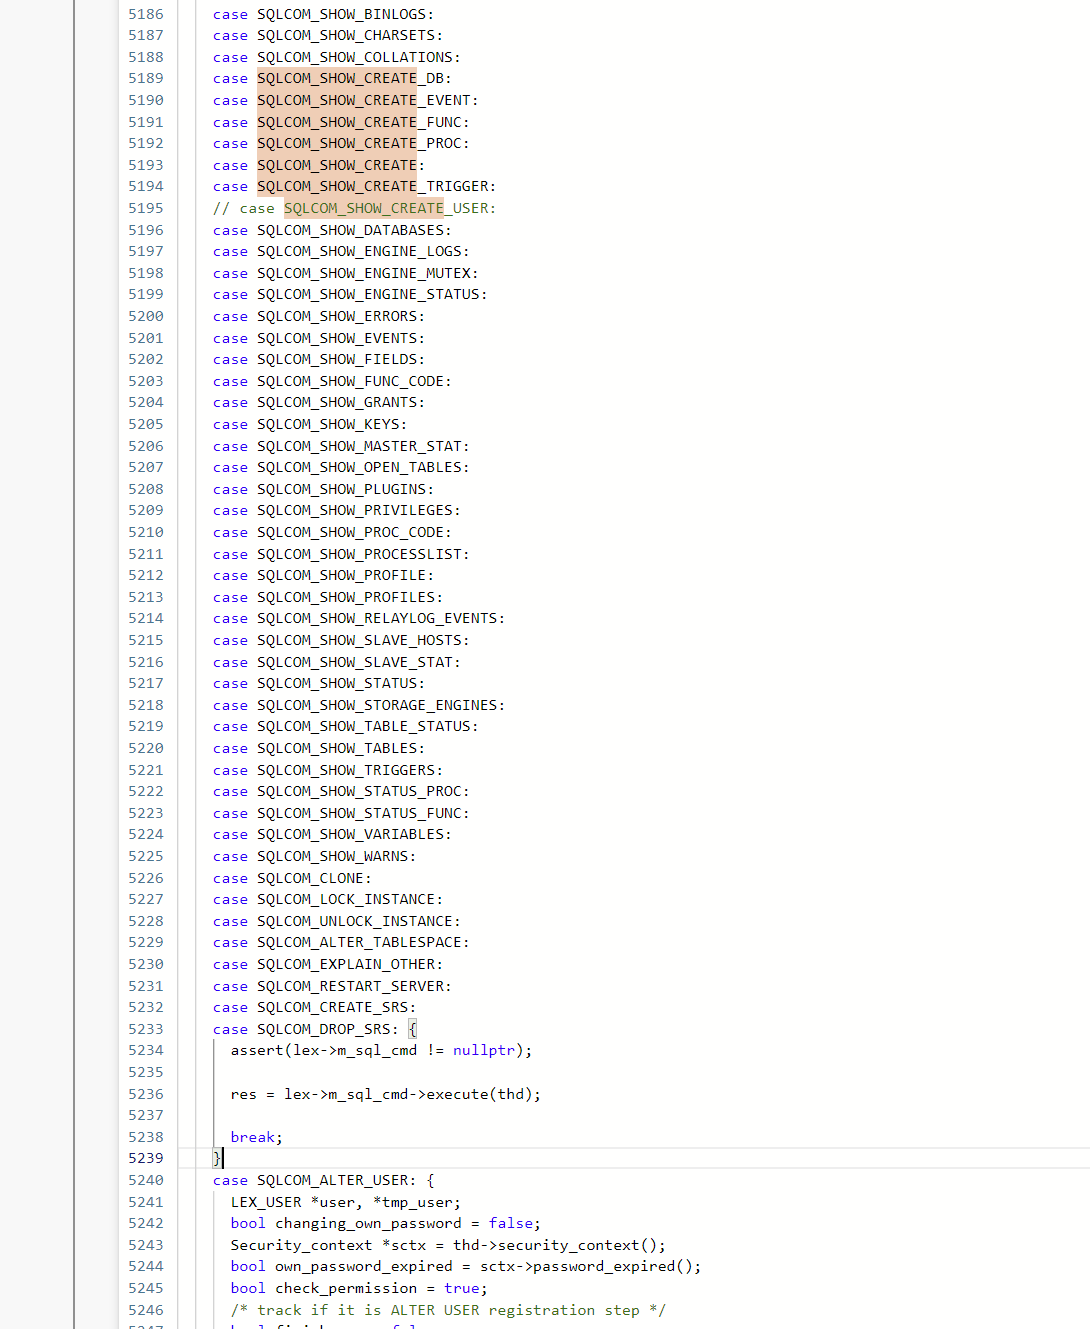 5186 case SQLCOM_SHOW_BINLOGS:
5187 case SQLCOM_SHOW_CHARSETS:
5188 case SQLCOM_SHOW_COLLATIONS:
5189 case SQLCOM_SHOW_CREATE_DB:
5190 case SQLCOM_SHOW_CREATE_EVENT:
5191 case SQLCOM_SHOW_CREATE_FUNC:
5192 case SQLCOM_SHOW_CREATE_PROC:
5193 case SQLCOM_SHOW_CREATE:
5194 case SQLCOM_SHOW_CREATE_TRIGGER:
5195 // case SQLCOM_SHOW_CREATE_USER:
5196 case SQLCOM_SHOW_DATABASES:
5197 case SQLCOM_SHOW_ENGINE_LOGS:
5198 case SQLCOM_SHOW_ENGINE_MUTEX:
5199 case SQLCOM_SHOW_ENGINE_STATUS:
5200 case SQLCOM_SHOW_ERRORS:
5201 case SQLCOM_SHOW_EVENTS:
5202 case SQLCOM_SHOW_FIELDS:
5203 case SQLCOM_SHOW_FUNC_CODE:
5204 case SQLCOM_SHOW_GRANTS:
5205 case SQLCOM_SHOW_KEYS:
5206 case SQLCOM_SHOW_MASTER_STAT:
5207 case SQLCOM_SHOW_OPEN_TABLES:
5208 case SQLCOM_SHOW_PLUGINS:
5209 case SQLCOM_SHOW_PRIVILEGES:
5210 case SQLCOM_SHOW_PROC_CODE:
5211 case SQLCOM_SHOW_PROCESSLIST:
5212 case SQLCOM_SHOW_PROFILE:
5213 case SQLCOM_SHOW_PROFILES:
5214 case SQLCOM_SHOW_RELAYLOG_EVENTS:
5215 case SQLCOM_SHOW_SLAVE_HOSTS:
5216 case SQLCOM_SHOW_SLAVE_STAT:
5217 case SQLCOM_SHOW_STATUS:
5218 case SQLCOM_SHOW_STORAGE_ENGINES:
5219 case SQLCOM_SHOW_TABLE_STATUS:
5220 case SQLCOM_SHOW_TABLES:
5221 case SQLCOM_SHOW_TRIGGERS:
5222 case SQLCOM_SHOW_STATUS_PROC:
5223 case SQLCOM_SHOW_STATUS_FUNC:
5224 case SQLCOM_SHOW_VARIABLES:
5225 case SQLCOM_SHOW_WARNS:
5226 case SQLCOM_CLONE:
5227 case SQLCOM_LOCK_INSTANCE:
5228 case SQLCOM_UNLOCK_INSTANCE:
5229 case SQLCOM_ALTER_TABLESPACE:
5230 case SQLCOM_EXPLAIN_OTHER:
5231 case SQLCOM_RESTART_SERVER:
5232 case SQLCOM_CREATE_SRS:
5233 case SQLCOM_DROP_SRS: {
5234 assert(lex->m_sql_cmd != nullptr);
5235
5236 res = lex->m_sql_cmd->execute(thd);
5237
5238 break;
5239 }
5240 case SQLCOM_ALTER_USER: {
5241 LEX_USER *user, *tmp_user;
5242 bool changing_own_password = false;
5243 Security_context *sctx = thd->security_context();
5244 bool own_password_expired = sctx->password_expired();
5245 bool check_permission = true;
5246 /* track if it is ALTER USER registration step */